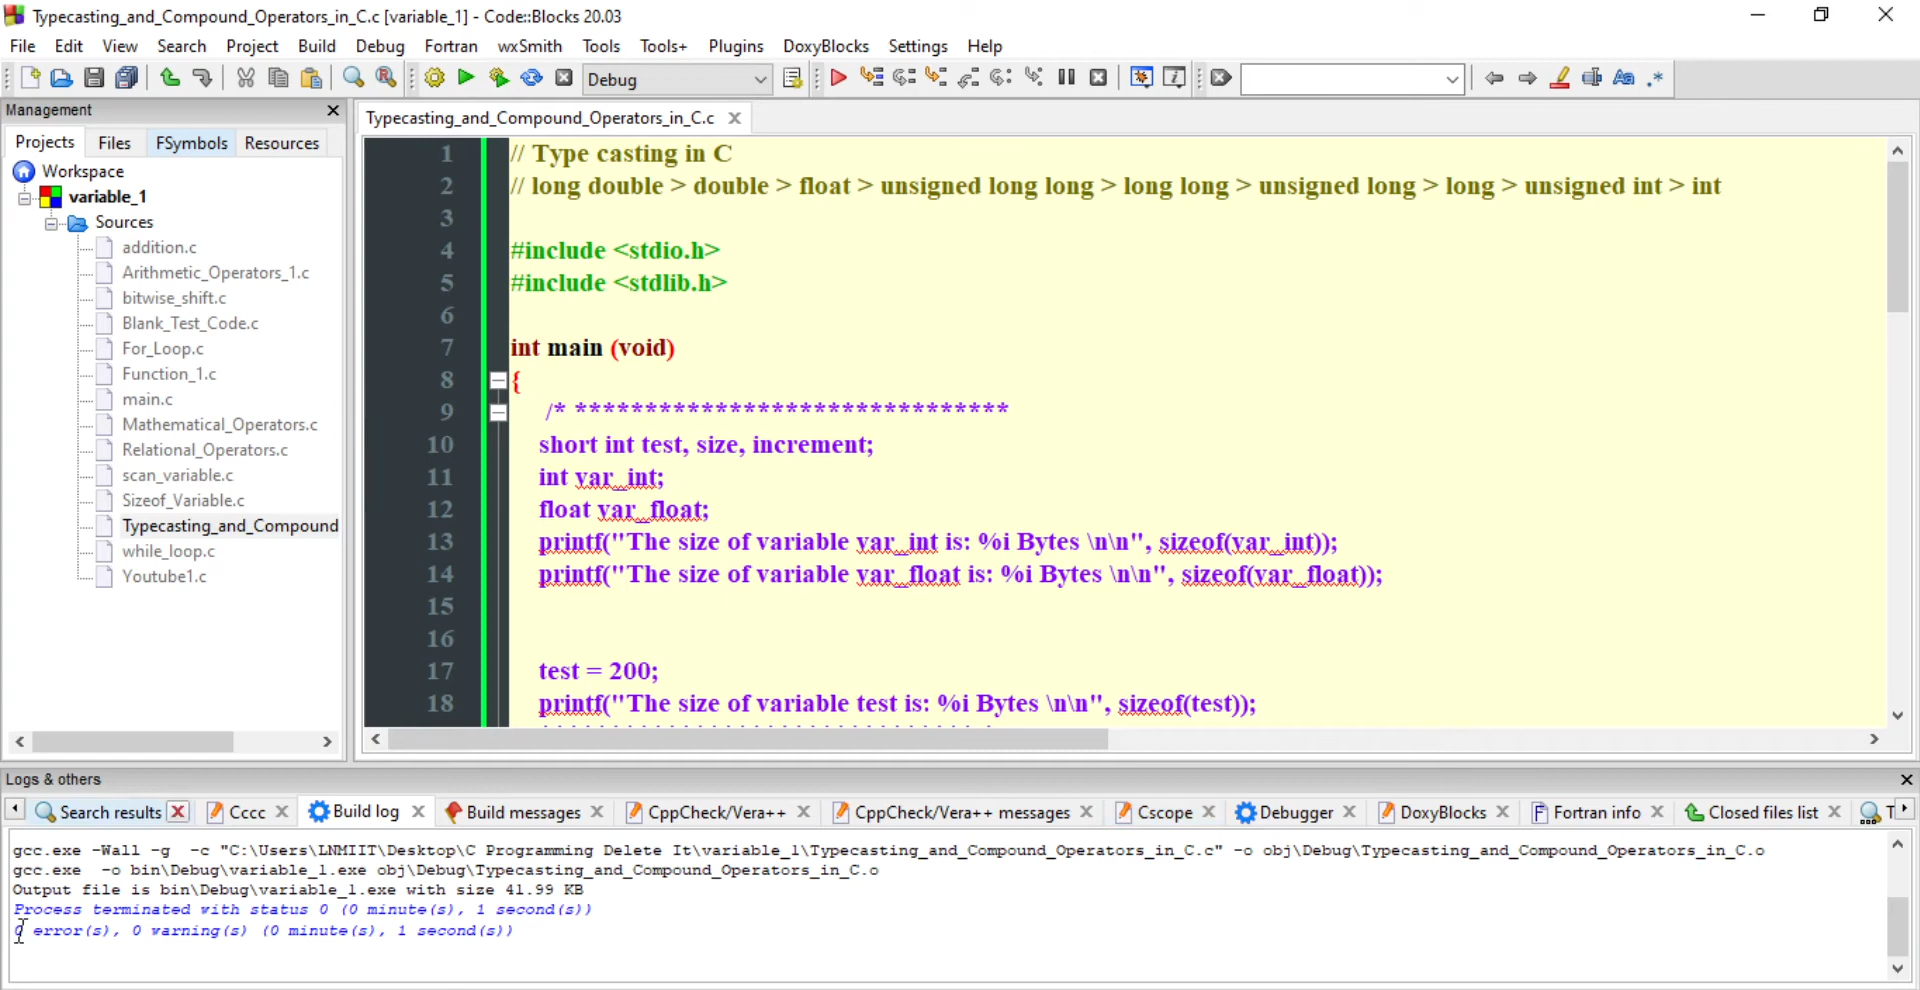 Typecasting_and_Compound_Operators_in_C.c [variable_1] - Code::Blocks 20.03
File Edit View Search Project Build Debug Fortran wxSmith Tools Tools+ Plugins DoxyBlocks Settings Help
Debug
Management
Projects Files FSymbols Resources
Workspace
variable_1
Sources
addition.c
Arithmetic_Operators_1.c
bitwise_shift.c
Blank_Test_Code.c
For_Loop.c
Function_1.c
main.c
Mathematical_Operators.c
Relational_Operators.c
scan_variable.c
Sizeof_Variable.c
Typecasting_and_Compound
while_loop.c
Youtube1.c
Typecasting_and_Compound_Operators_in_C.c
1 // Type casting in C
2 // long double > double > float > unsigned long long > long long > unsigned long > long > unsigned int > int
3
4 #include <stdio.h>
5 #include <stdlib.h>
6
7 int main (void)
8 {
9 /* *******************************
10 short int test, size, increment;
11 int var_int;
12 float var_float;
13 printf("The size of variable var_int is: %i Bytes \n\n", sizeof(var_int));
14 printf("The size of variable var_float is: %i Bytes \n\n", sizeof(var_float));
15
16
17 test = 200;
18 printf("The size of variable test is: %i Bytes \n\n", sizeof(test));
Logs & others
Search results Cccc Build log Build messages CppCheck/Vera++ CppCheck/Vera++ messages Cscope Debugger DoxyBlocks Fortran info Closed files list T
gcc.exe -Wall -g -c "C:\Users\LNMIIT\Desktop\C Programming Delete It\variable_1\Typecasting_and_Compound_Operators_in_C.c" -o obj\Debug\Typecasting_and_Compound_Operators_in_C.o
gcc.exe -o bin\Debug\variable_1.exe obj\Debug\Typecasting_and_Compound_Operators_in_C.o
Output file is bin\Debug\variable_1.exe with size 41.99 KB
Process terminated with status 0 (0 minute(s), 1 second(s))
0 error(s), 0 warning(s) (0 minute(s), 1 second(s))